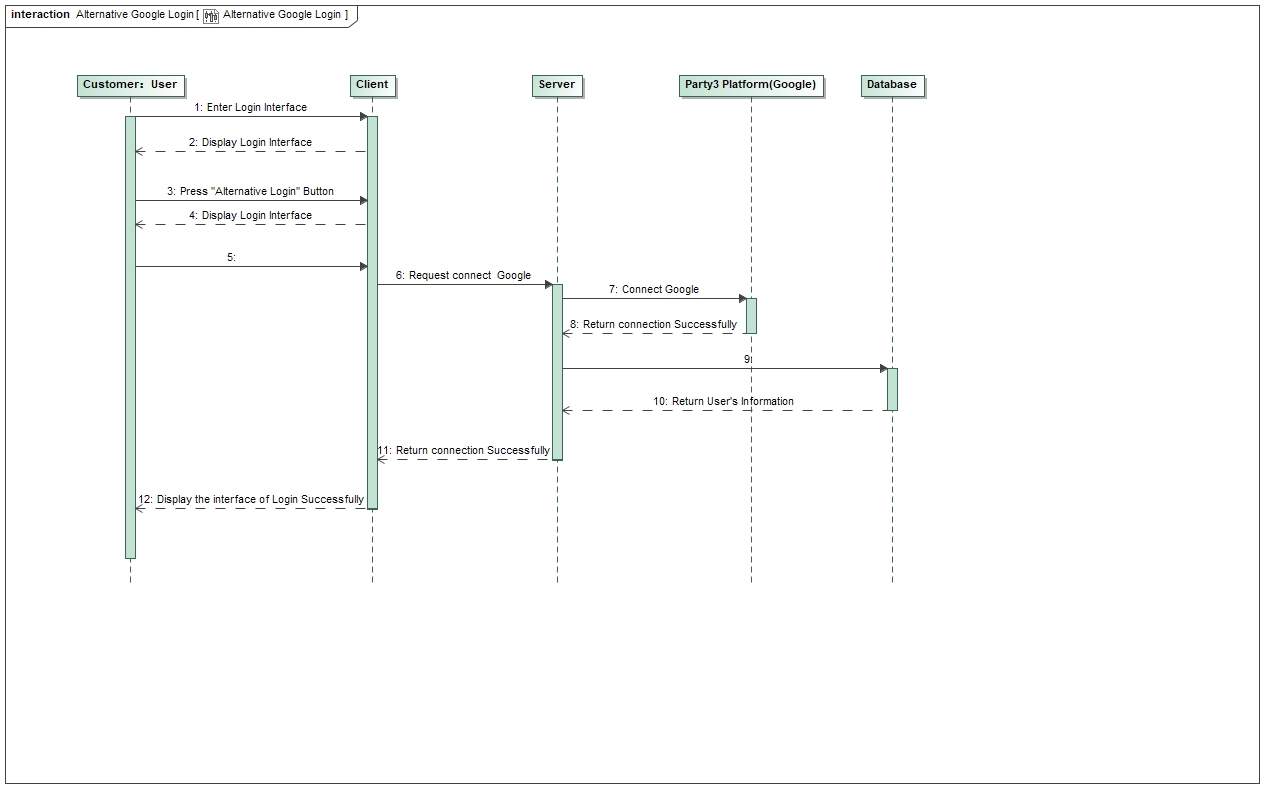 interaction Alternative Google Login [ Alternative Google Login ]
Customer: User
Client
Server
Party3 Platform(Google)
Database
1: Enter Login Interface
2: Display Login Interface
3: Press "Alternative Login" Button
4: Display Login Interface
5:
6: Request connect  Google
7: Connect Google
8: Return connection Successfully
9:
10: Return User's Information
11: Return connection Successfully
12: Display the interface of Login Successfully